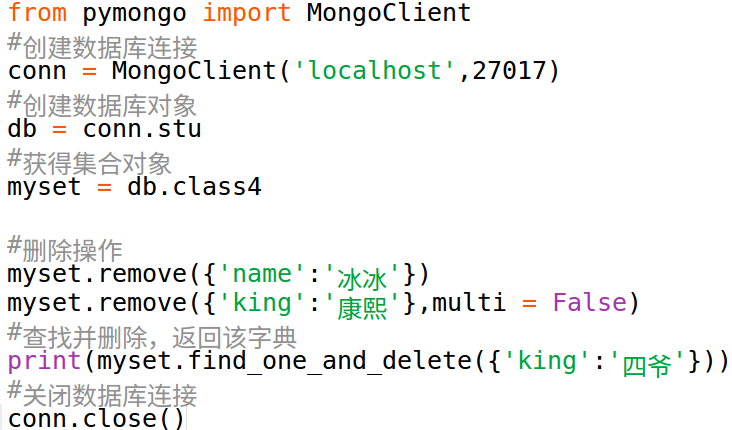 from pymongo import MongoClient
#创建数据库连接
conn = MongoClient('localhost',27017)
#创建数据库对象
db = conn.stu
#获得集合对象
myset = db.class4
#删除操作
myset.remove({'name':'冰冰'})
myset.remove({'king':'康熙'},multi = False)
#查找并删除，返回该字典
print(myset.find_one_and_delete({'king':'四爷'}))
#关闭数据库连接
conn.close()